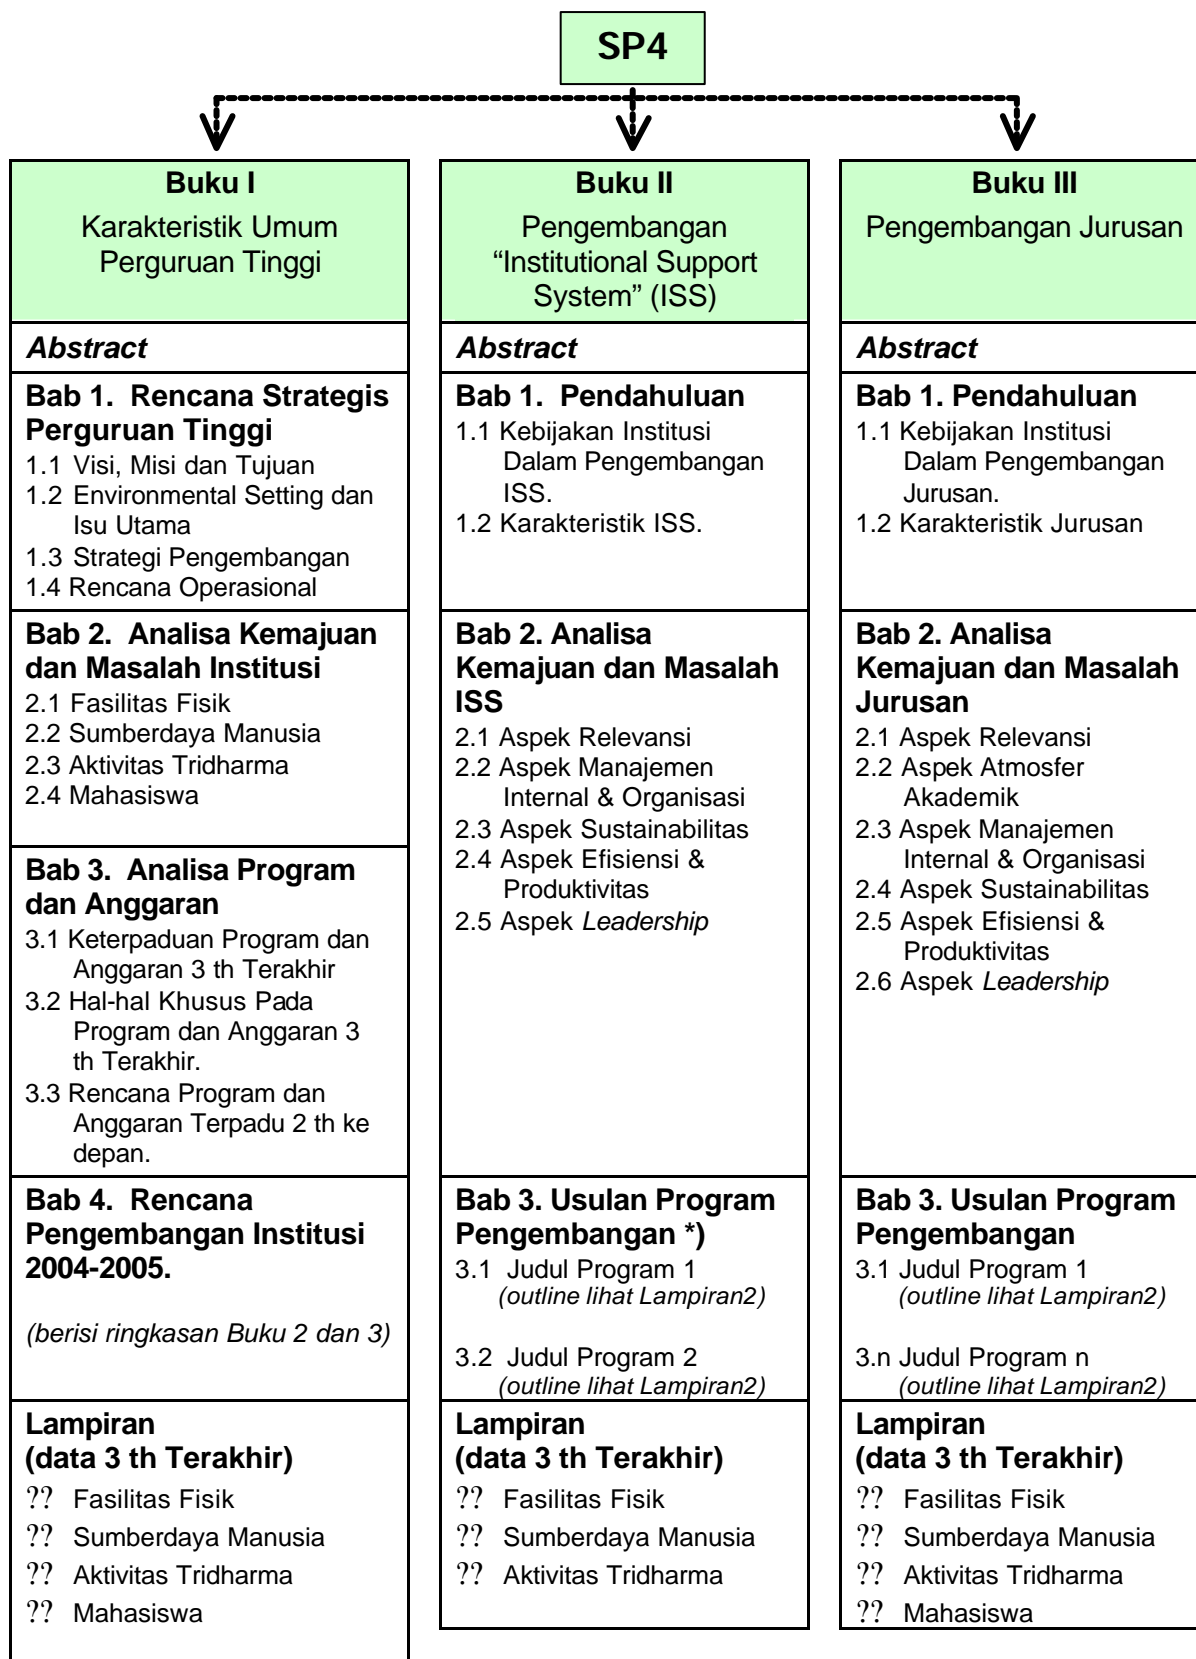 SP4
Buku I
Karakteristik Umum
Perguruan Tinggi
Abstract
Bab 1.  Rencana Strategis
Perguruan Tinggi
1.1 Visi, Misi dan Tujuan
1.2 Environmental Setting dan
Isu Utama
1.3 Strategi Pengembangan
1.4 Rencana Operasional
Bab 2.  Analisa Kemajuan
dan Masalah Institusi
2.1 Fasilitas Fisik
2.2 Sumberdaya Manusia
2.3 Aktivitas Tridharma
2.4 Mahasiswa
Bab 3.  Analisa Program
dan Anggaran
3.1 Keterpaduan Program dan
Anggaran 3 th Terakhir
3.2 Hal-hal Khusus Pada
Program dan Anggaran 3
th Terakhir.
3.3 Rencana Program dan
Anggaran Terpadu 2 th ke
depan.
Bab 4.  Rencana
Pengembangan Institusi
2004-2005.
(berisi ringkasan Buku 2 dan 3)
Lampiran
(data 3 th Terakhir)
?? Fasilitas Fisik
?? Sumberdaya Manusia
?? Aktivitas Tridharma
?? Mahasiswa
Buku II
Pengembangan
“Institutional Support
System” (ISS)
Abstract
Bab 1.  Pendahuluan
1.1 Kebijakan Institusi
Dalam Pengembangan
ISS.
1.2 Karakteristik ISS.
Bab 2. Analisa
Kemajuan dan Masalah
ISS
2.1 Aspek Relevansi
2.2 Aspek Manajemen
Internal & Organisasi
2.3 Aspek Sustainabilitas
2.4 Aspek Efisiensi &
Produktivitas
2.5 Aspek Leadership
Bab 3. Usulan Program
Pengembangan *)
3.1 Judul Program 1
(outline lihat Lampiran2)
3.2 Judul Program 2
(outline lihat Lampiran2)
Lampiran
(data 3 th Terakhir)
?? Fasilitas Fisik
?? Sumberdaya Manusia
?? Aktivitas Tridharma
Buku III
Pengembangan Jurusan
Abstract
Bab 1. Pendahuluan
1.1 Kebijakan Institusi
Dalam Pengembangan
Jurusan.
1.2 Karakteristik Jurusan
Bab 2. Analisa
Kemajuan dan Masalah
Jurusan
2.1 Aspek Relevansi
2.2 Aspek Atmosfer
Akademik
2.3 Aspek Manajemen
Internal & Organisasi
2.4 Aspek Sustainabilitas
2.5 Aspek Efisiensi &
Produktivitas
2.6 Aspek Leadership
Bab 3. Usulan Program
Pengembangan
3.1 Judul Program 1
(outline lihat Lampiran2)
3.n Judul Program n
(outline lihat Lampiran2)
Lampiran
(data 3 th Terakhir)
?? Fasilitas Fisik
?? Sumberdaya Manusia
?? Aktivitas Tridharma
?? Mahasiswa